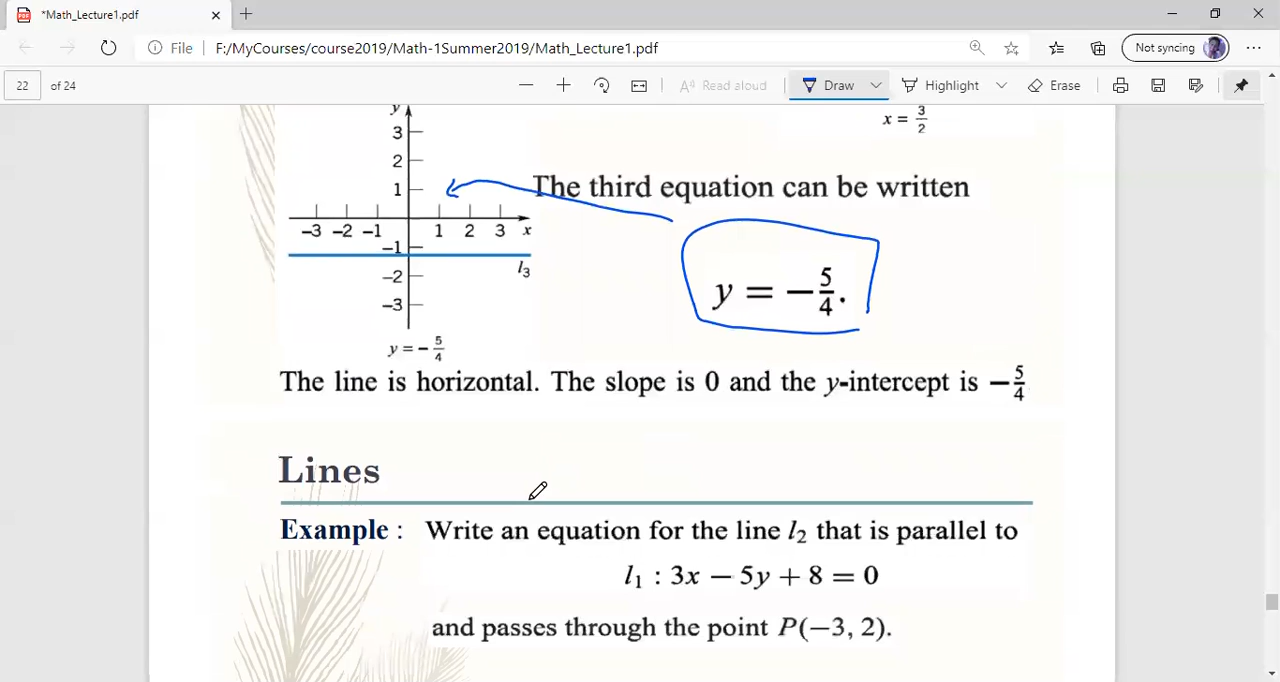 *Math_Lecture1.pdf
File F:/MyCourses/course2019/Math-1Summer2019/Math_Lecture1.pdf Not syncing
22 of 24 Read aloud Draw Highlight Erase
y
3
2
1
-3 -2 -1 1 2 3 x
-1
-2
-3
l₃
y = -5/4
x = 3/2
The third equation can be written
y = -5/4.
The line is horizontal. The slope is 0 and the y-intercept is -5/4
Lines
Example : Write an equation for the line l₂ that is parallel to
l₁ : 3x − 5y + 8 = 0
and passes through the point P(−3, 2).